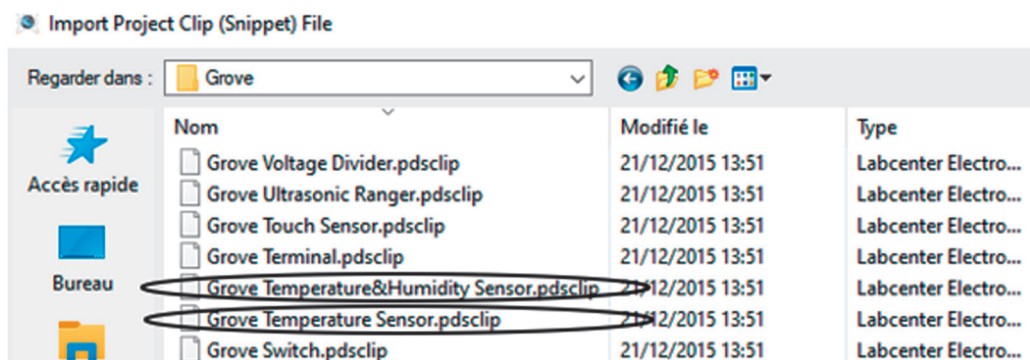 Import Project Clip (Snippet) File
Regarder dans : Grove
Nom Modifié le Type
Grove Voltage Divider.pdsclip 21/12/2015 13:51 Labcenter Electro...
Accès rapide Grove Ultrasonic Ranger.pdsclip 21/12/2015 13:51 Labcenter Electro...
Grove Touch Sensor.pdsclip 21/12/2015 13:51 Labcenter Electro...
Grove Terminal.pdsclip 21/12/2015 13:51 Labcenter Electro...
Bureau Grove Temperature&Humidity Sensor.pdsclip 21/12/2015 13:51 Labcenter Electro...
Grove Temperature Sensor.pdsclip 21/12/2015 13:51 Labcenter Electro...
Grove Switch.pdsclip 21/12/2015 13:51 Labcenter Electro...